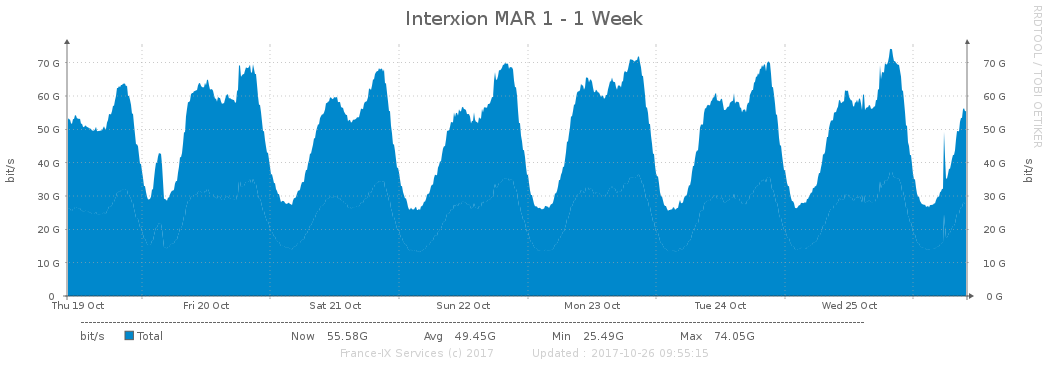 Interxion MAR 1 - 1 Week
RRDTOOL / TOBI OETIKER
bit/s
bit/s
70 G 70 G
60 G 60 G
50 G 50 G
40 G 40 G
30 G 30 G
20 G 20 G
10 G 10 G
0 0 G
Thu 19 Oct Fri 20 Oct Sat 21 Oct Sun 22 Oct Mon 23 Oct Tue 24 Oct Wed 25 Oct
bit/s Total Now 55.58G Avg 49.45G Min 25.49G Max 74.05G
France-IX Services (c) 2017 Updated : 2017-10-26 09:55:15